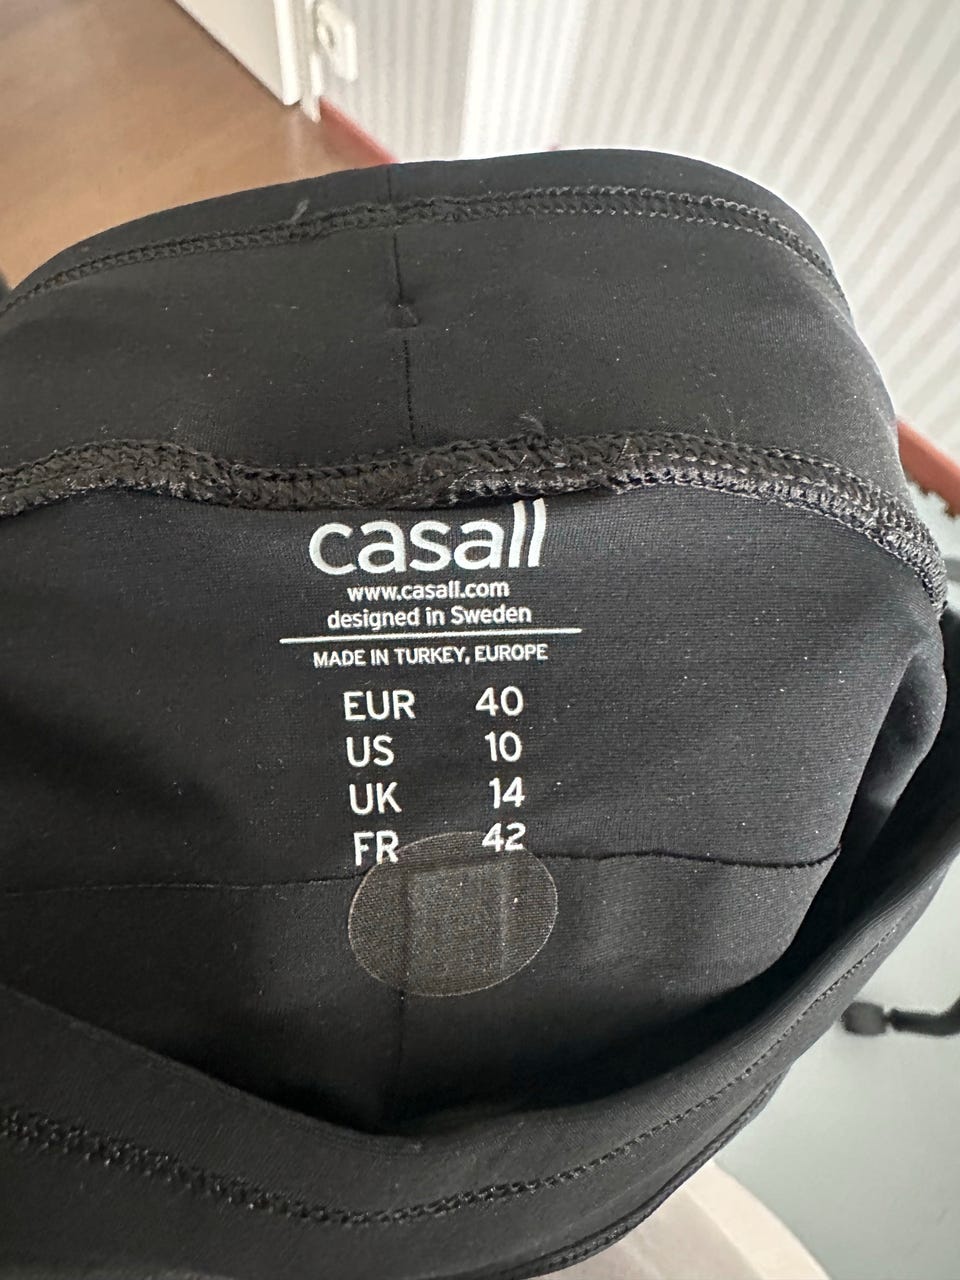 casall
www.casall.com
designed in Sweden
MADE IN TURKEY, EUROPE
EUR 40
US 10
UK 14
FR 42